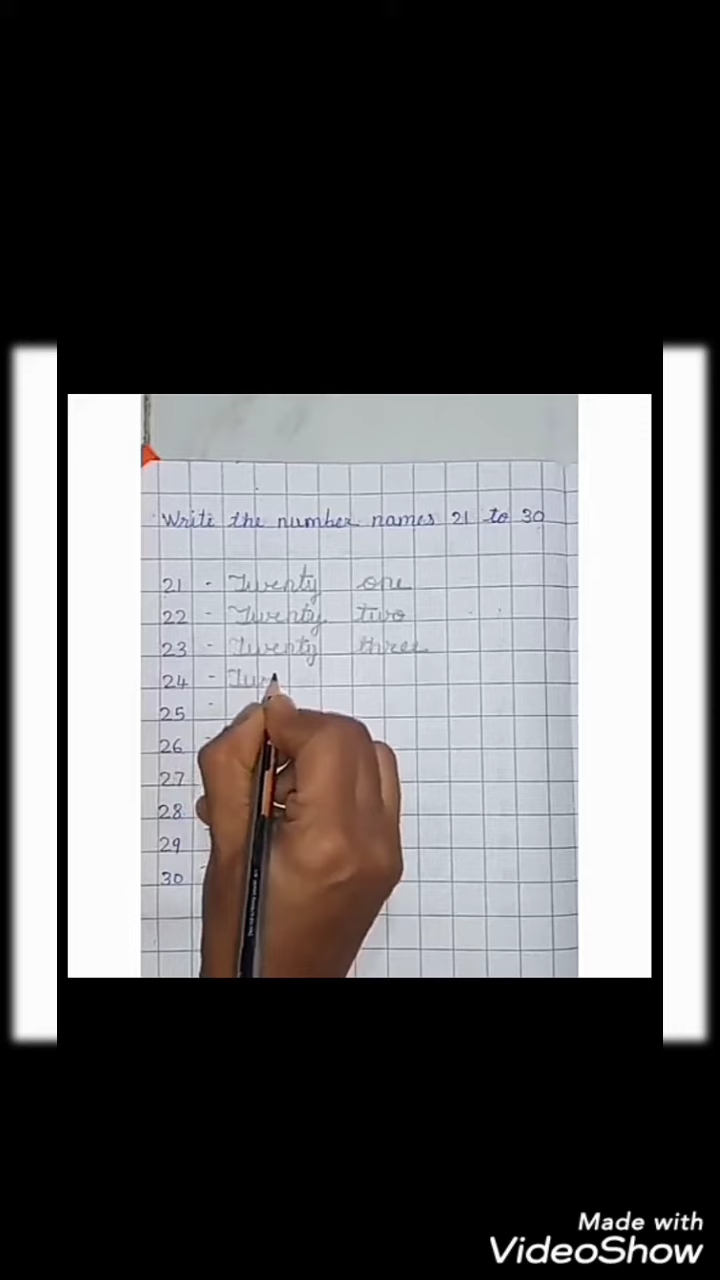 Write the number names 21 to 30
21 - Twenty one
22 - Twenty two
23 - Twenty three
24 - Twe
25 -
26 -
27
28
29
30 -
Made with
VideoShow